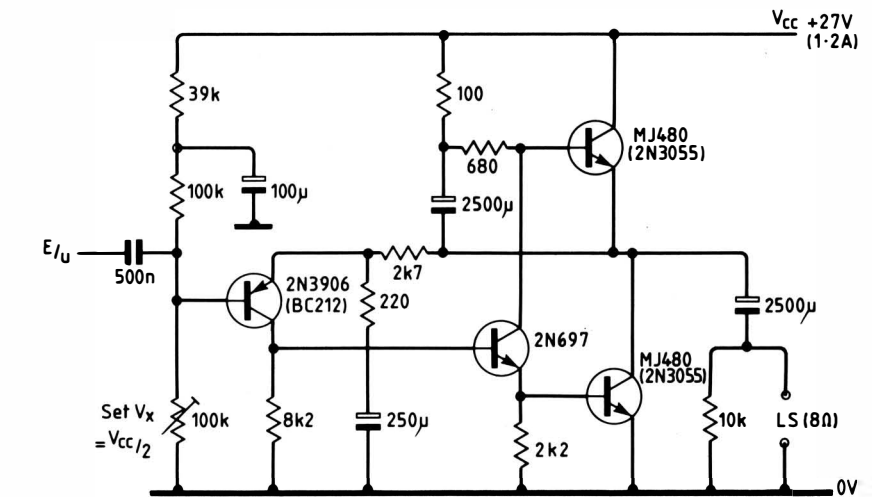 Vcc +27V
(1·2A)
39k
100
MJ480
(2N3055)
680
100k
100µ
2500µ
E/u
500n
2k7
2N3906
(BC212)
220
2500µ
2N697
MJ480
(2N3055)
Set Vx
=Vcc/2
100k
8k2
250µ
2k2
10k
LS (8Ω)
0V